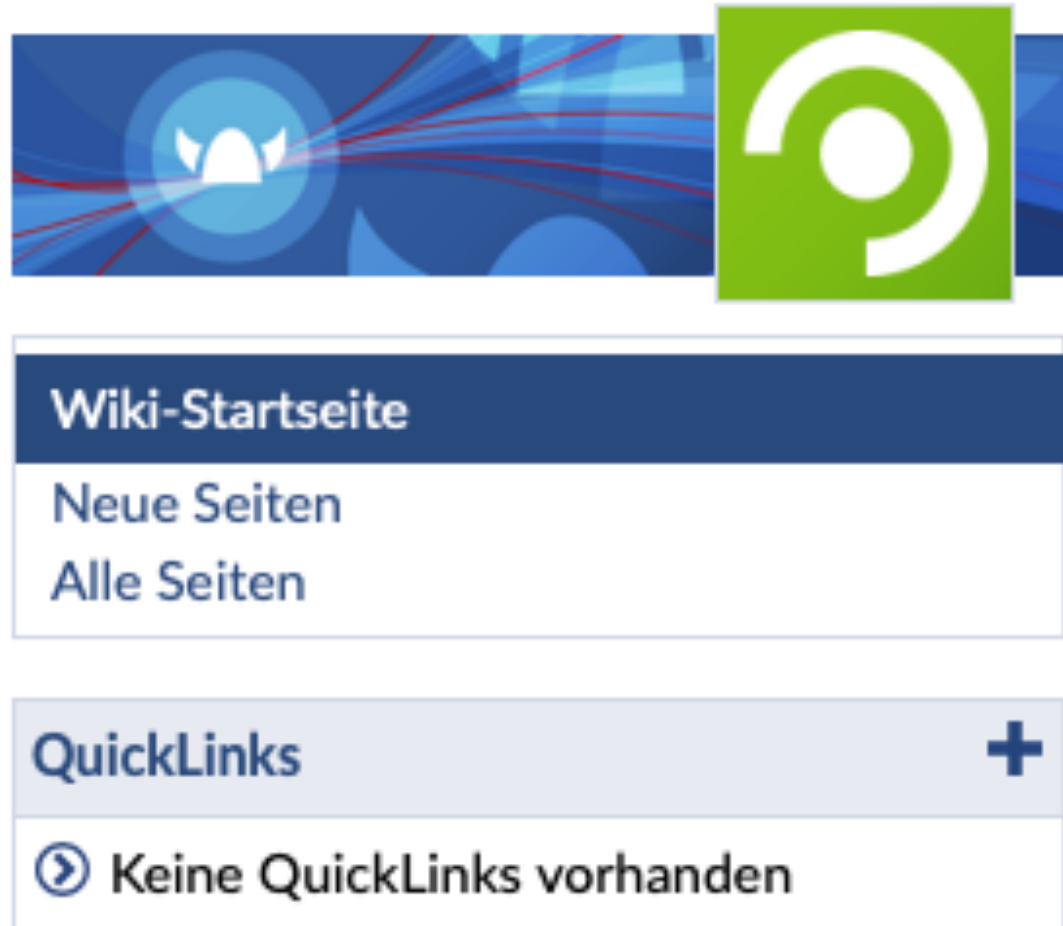 Wiki-Startseite
Neue Seiten
Alle Seiten
QuickLinks
Keine QuickLinks vorhanden